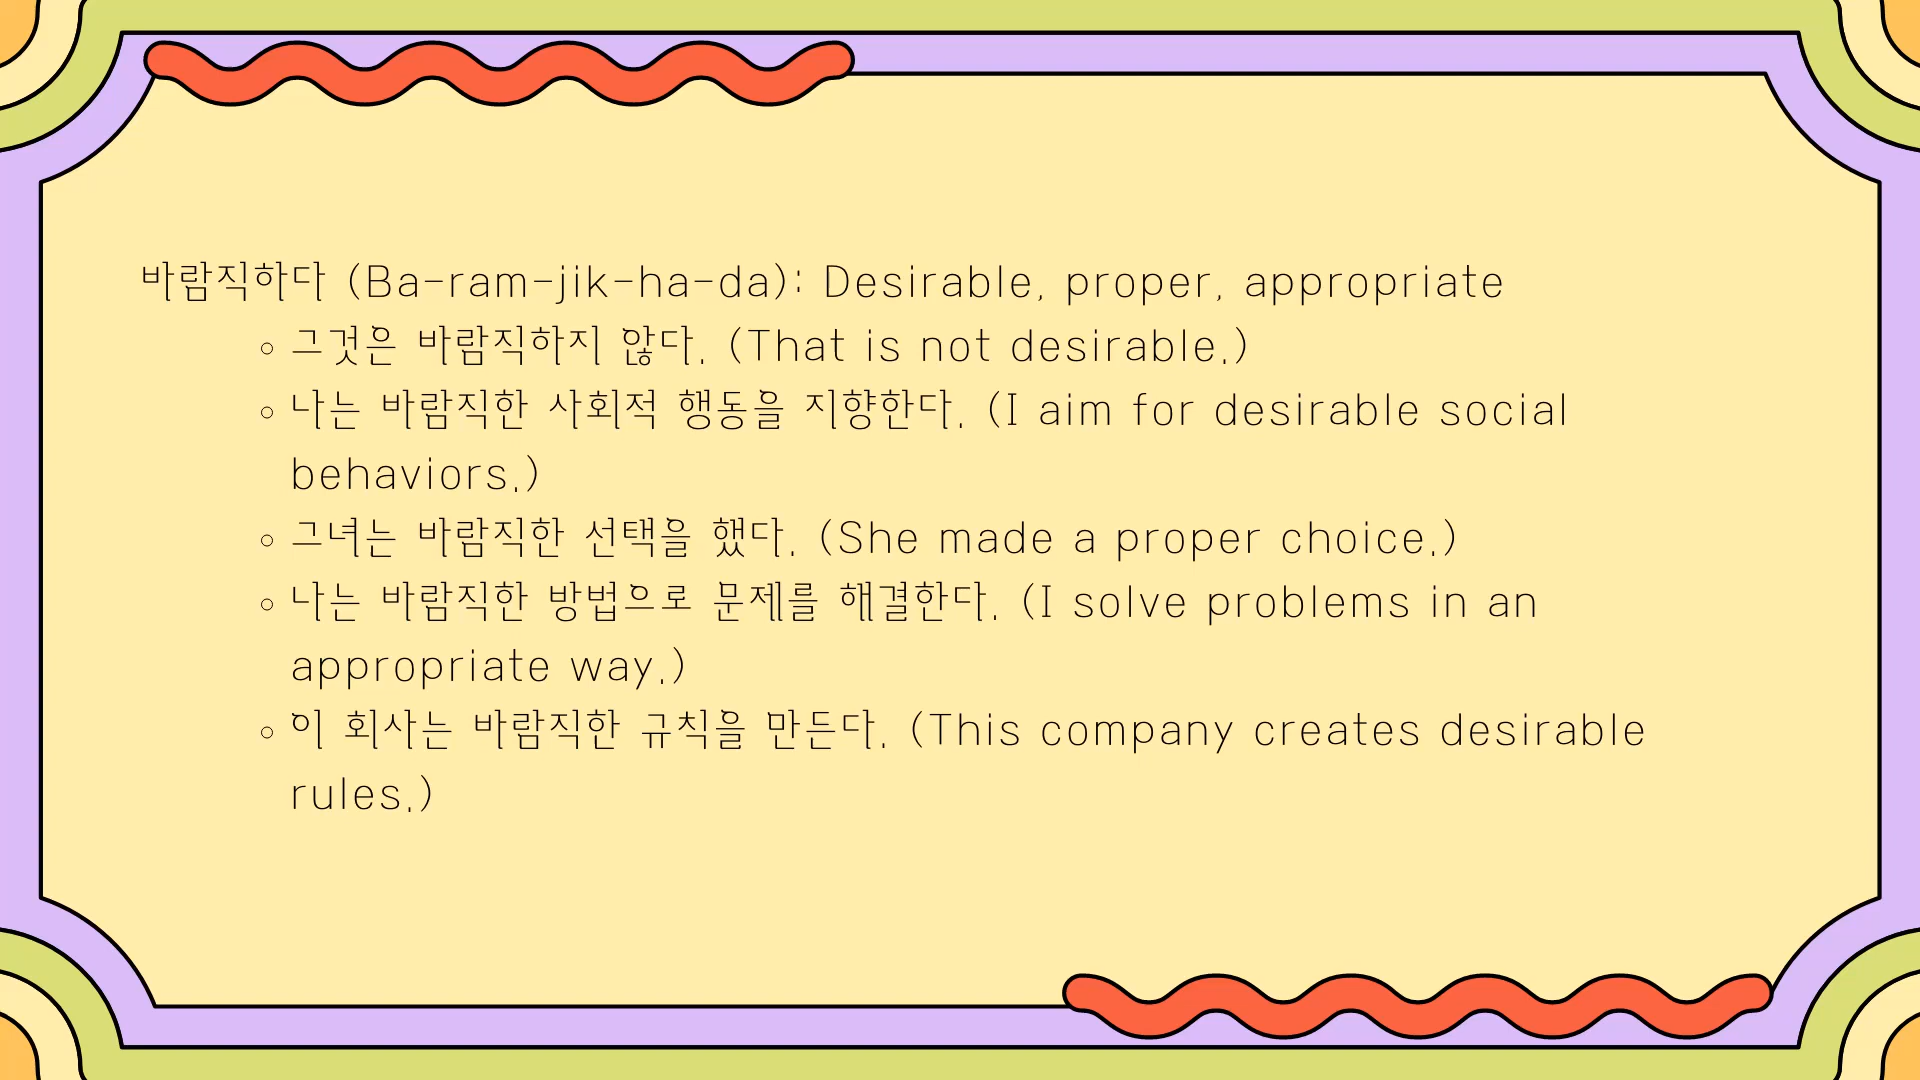 바람직하다 (Ba-ram-jik-ha-da): Desirable, proper, appropriate
◦ 그것은 바람직하지 않다. (That is not desirable.)
◦ 나는 바람직한 사회적 행동을 지향한다. (I aim for desirable social
behaviors.)
◦ 그녀는 바람직한 선택을 했다. (She made a proper choice.)
◦ 나는 바람직한 방법으로 문제를 해결한다. (I solve problems in an
appropriate way.)
◦ 이 회사는 바람직한 규칙을 만든다. (This company creates desirable
rules.)